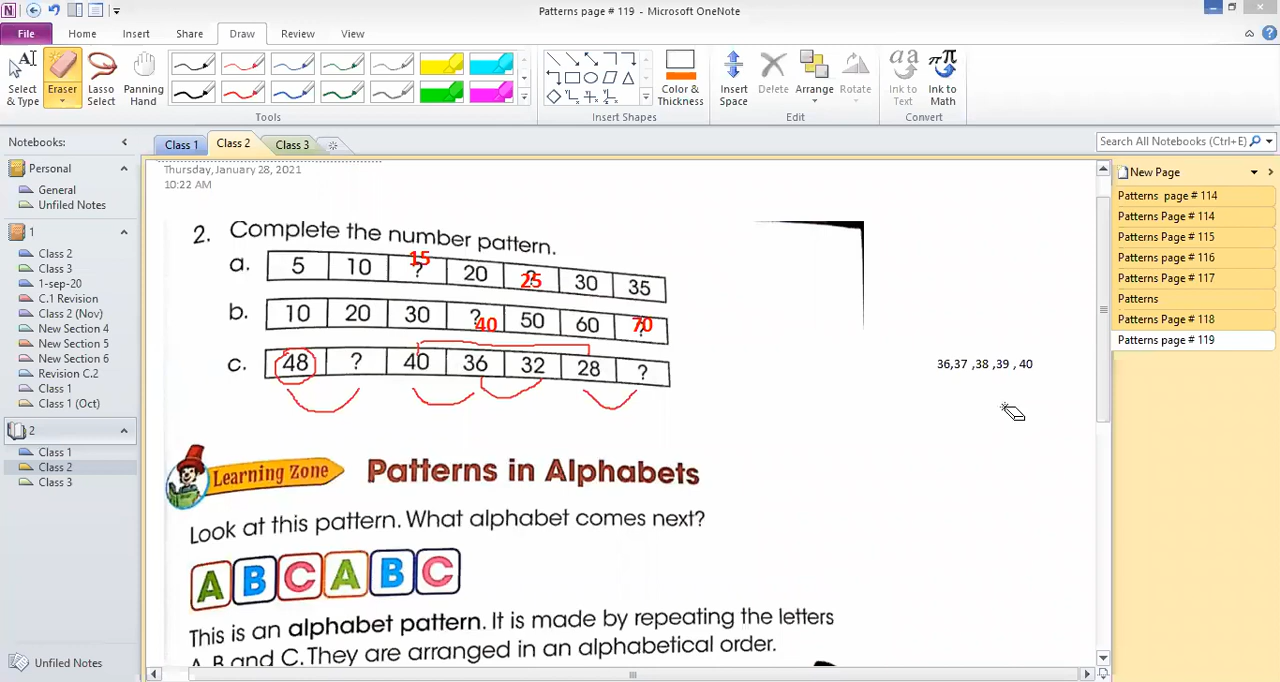 Patterns page # 119 - Microsoft OneNote
File Home Insert Draw Share Draw Review View
Select & Type
Eraser
Lasso Select
Panning Hand
Tools
Insert Shapes
Color & Thickness
Insert Space
Delete
Arrange
Rotate
Edit
Ink to Text
Ink to Math
Convert
Notebooks:
Class 1 Class 2 Class 3
Search All Notebooks (Ctrl+E)
Personal
General
Unfiled Notes
1
Class 2
Class 3
1-sep-20
C.1 Revision
Class 2 (Nov)
New Section 4
New Section 5
New Section 6
Revision C.2
Class 1 (Oct)
2
Class 1
Class 2
Class 3
Unfiled Notes
Thursday, January 28, 2021
10:22 AM
2. Complete the number pattern.
a. 5 10 ? 15 20 ? 25 30 35
b. 10 20 30 ? 40 50 60 ? 70
c. 48 ? 40 36 32 28 ?
36,37 ,38 ,39 , 40
Learning Zone
Patterns in Alphabets
Look at this pattern. What alphabet comes next?
A B C A B C
This is an alphabet pattern. It is made by repeating the letters
A, B and C. They are arranged in an alphabetical order.
New Page
Patterns page # 114
Patterns Page # 114
Patterns Page # 115
Patterns page # 116
Patterns Page # 117
Patterns
Patterns Page # 118
Patterns Page # 119